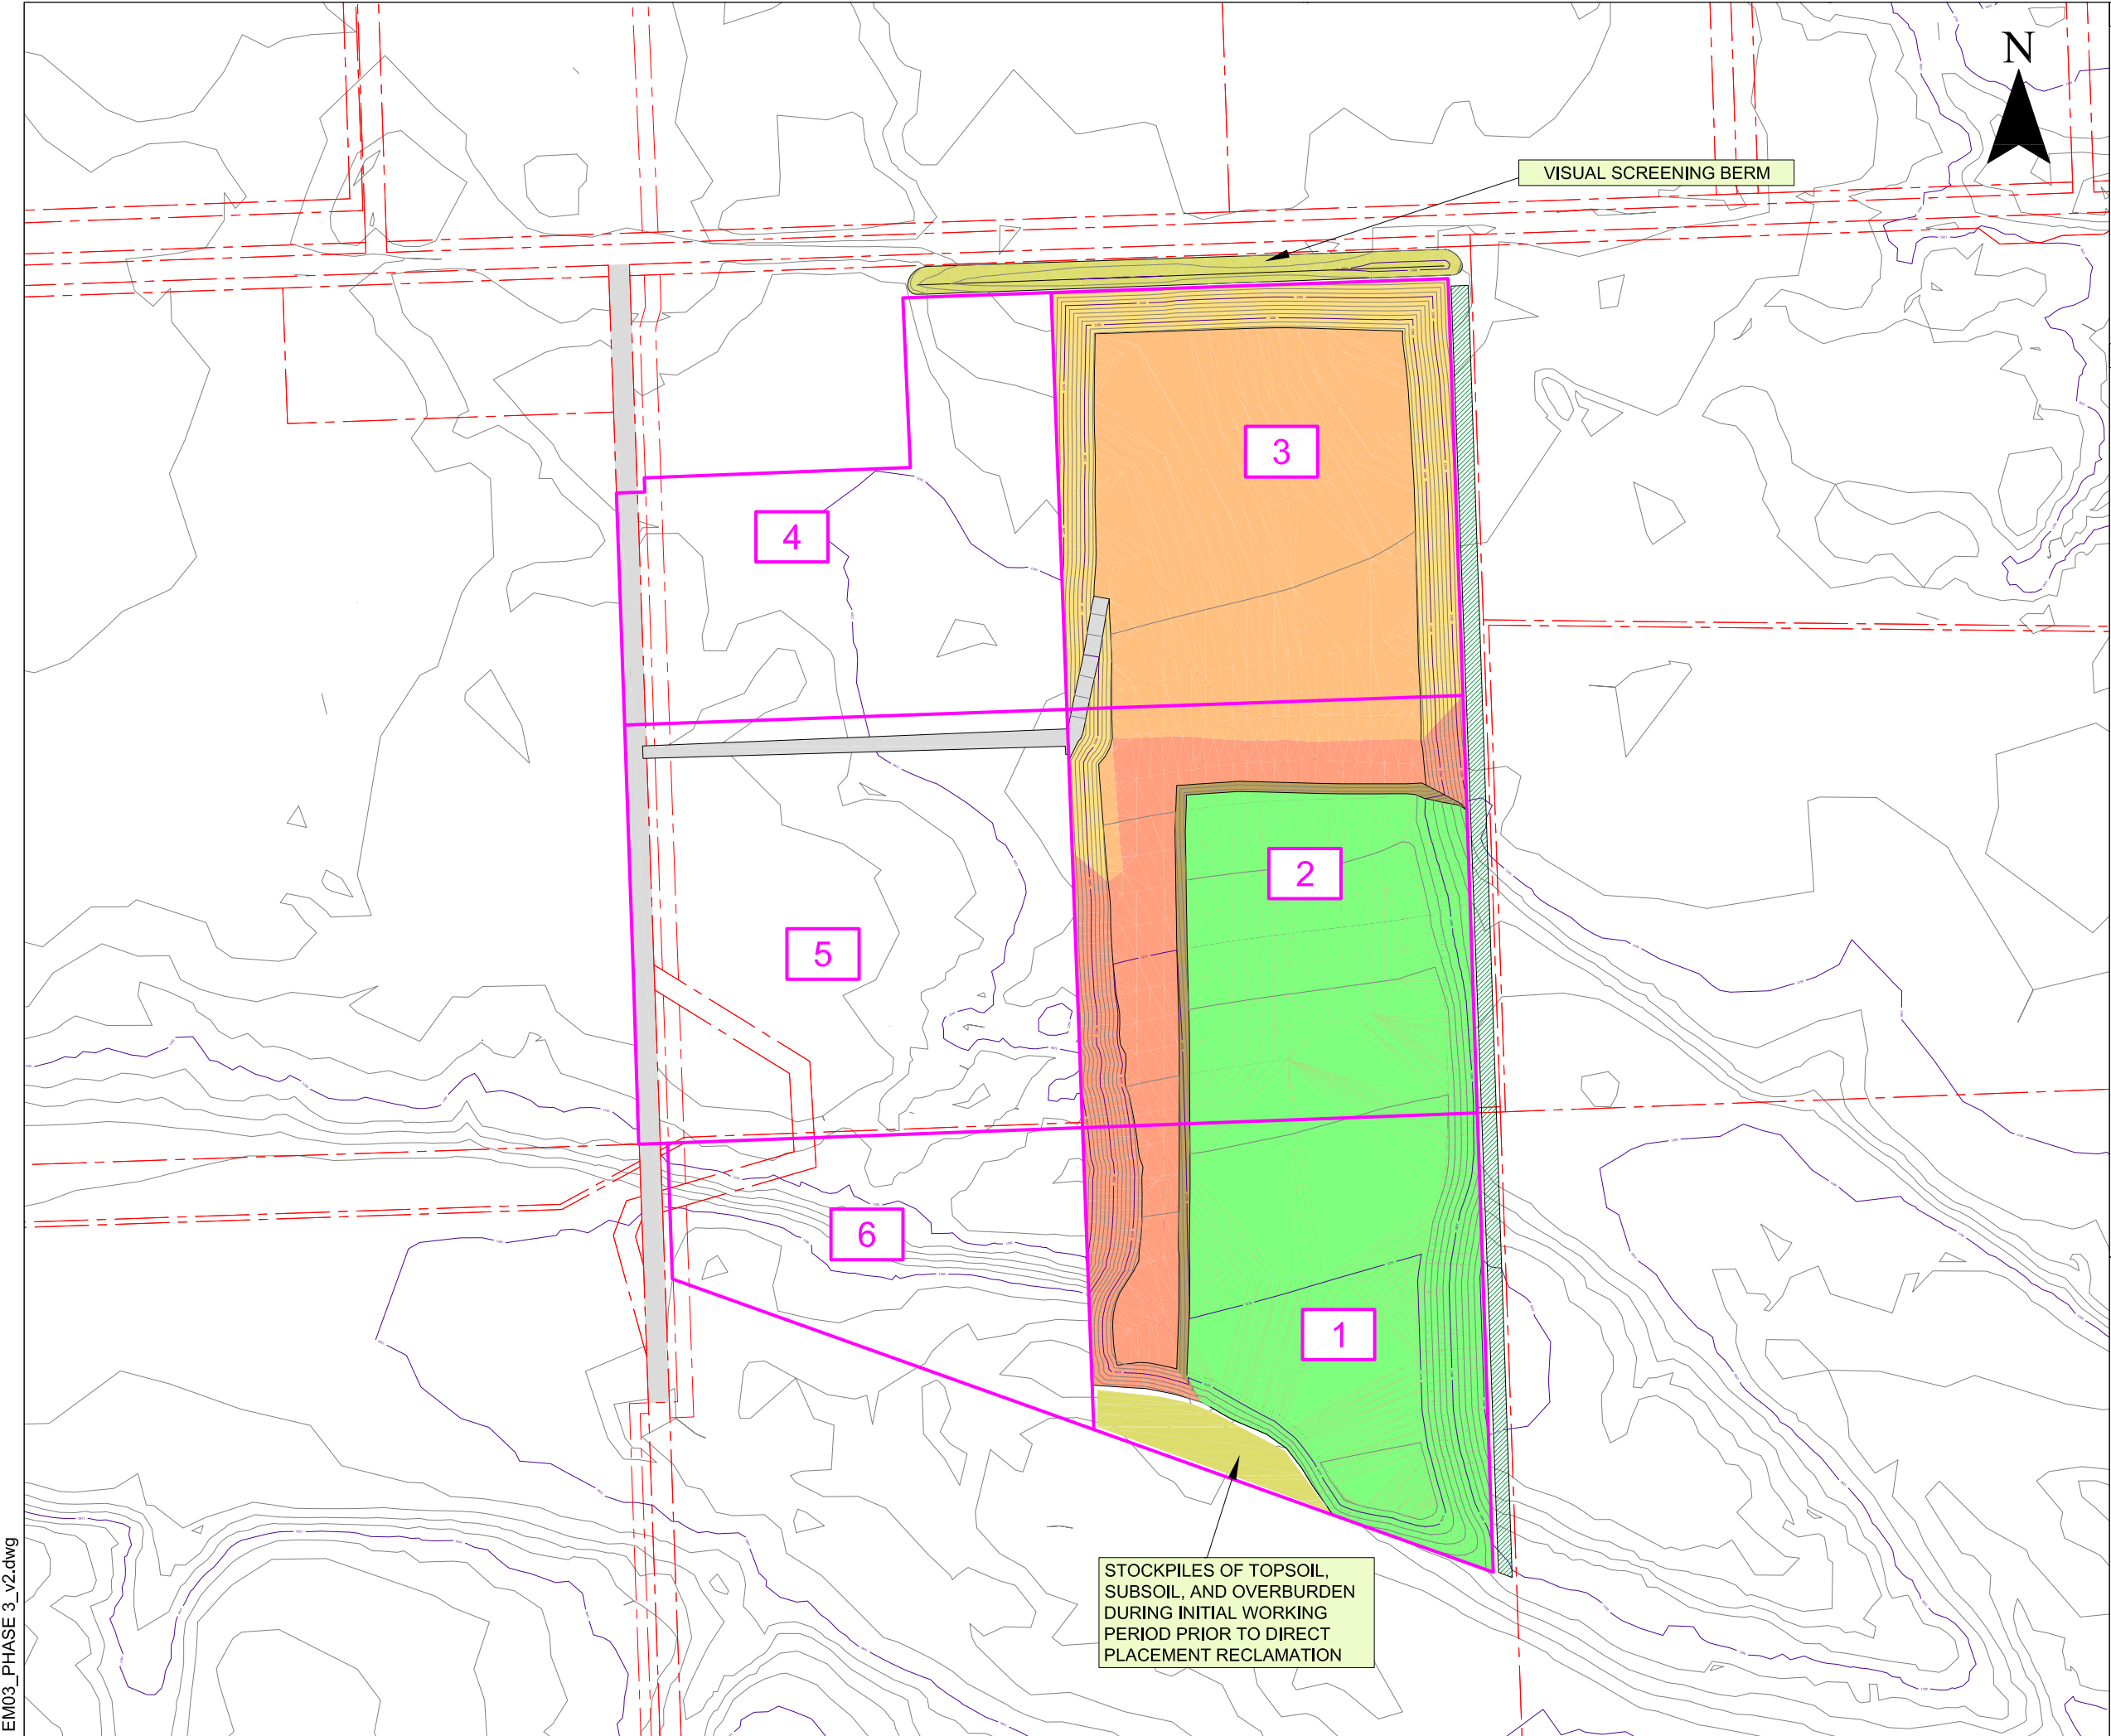 N
VISUAL SCREENING BERM
3
4
2
5
6
1
STOCKPILES OF TOPSOIL,
SUBSOIL, AND OVERBURDEN
DURING INITIAL WORKING
PERIOD PRIOR TO DIRECT
PLACEMENT RECLAMATION
EM03_PHASE 3_v2.dwg